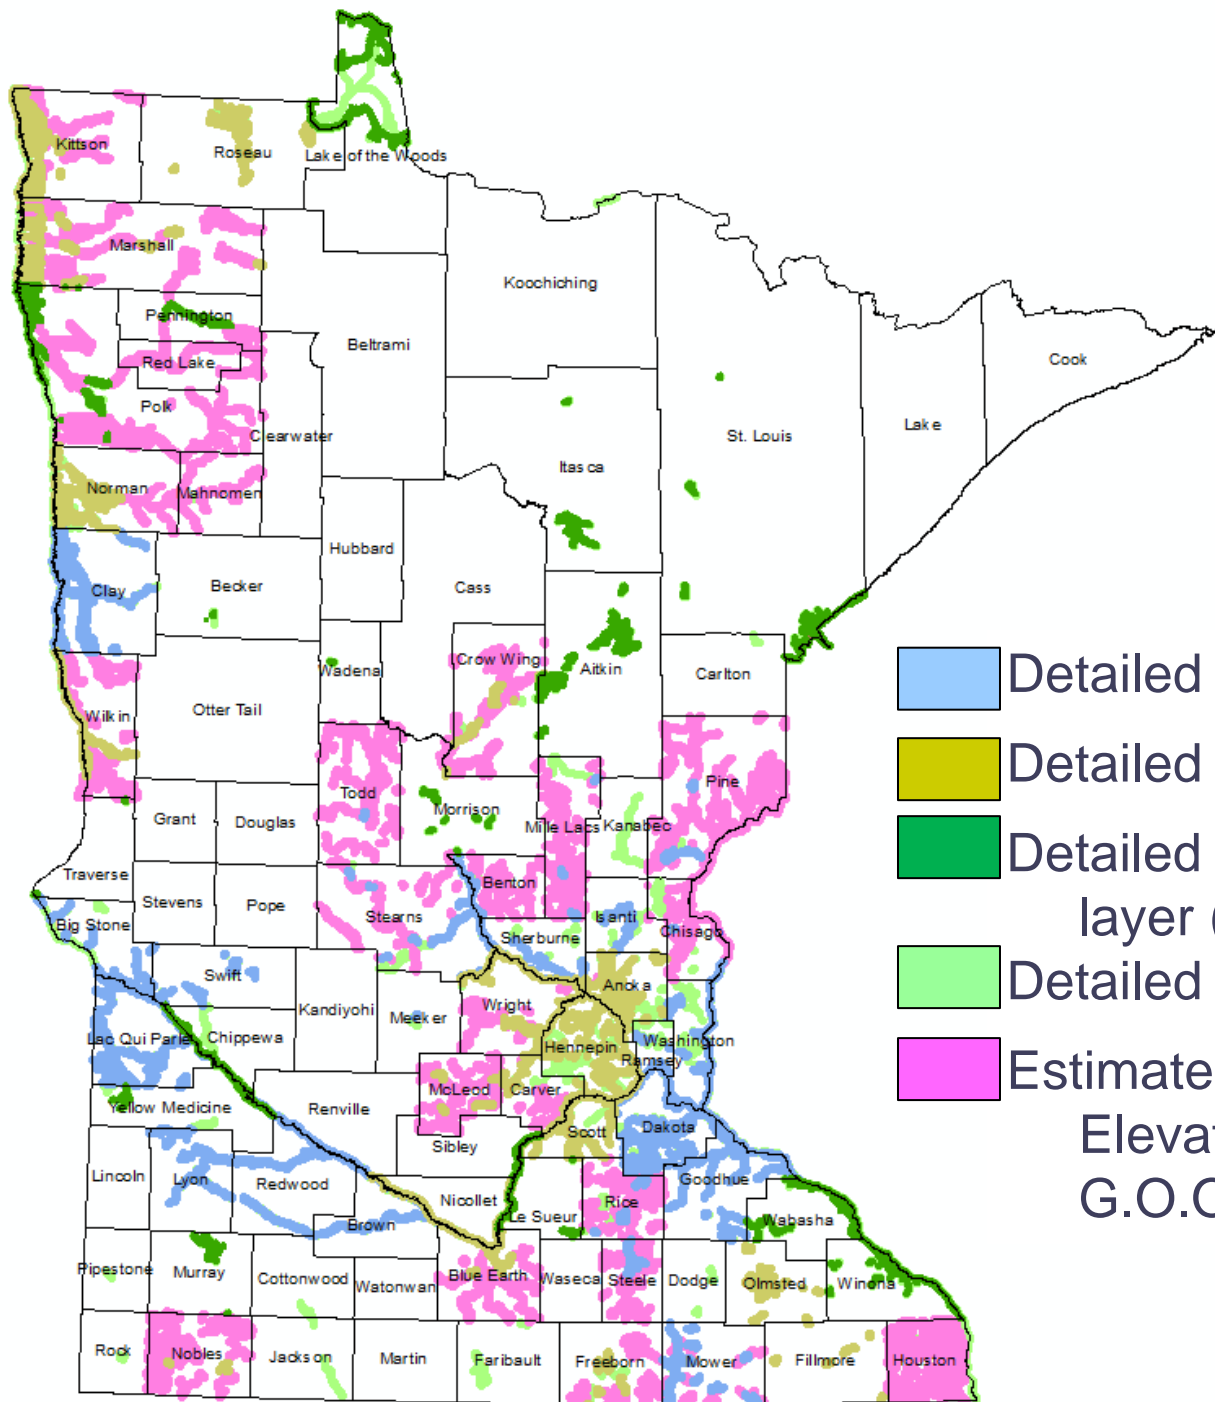 Kittson
Roseau
Lake of the Woods
Marshall
Koochiching
Pennington
Beltrami
Red Lake
Cook
Polk
Clearwater
St. Louis
Lake
Itasca
Norman
Mahnomen
Hubbard
Clay
Becker
Cass
Crow Wing
Wadena
Aitkin
Carlton
Otter Tail
Wilkin
Todd
Pine
Morrison
Grant
Douglas
Mille Lacs
Kanabec
Traverse
Benton
Stevens
Pope
Stearns
Isanti
Big Stone
Sherburne
Chisago
Swift
Anoka
Wright
Kandiyohi
Meeker
Lac Qui Parle
Chippewa
Hennepin
Washington
Ramsey
McLeod
Carver
Yellow Medicine
Renville
Scott
Dakota
Sibley
Lincoln
Lyon
Redwood
Goodhue
Nicollet
Rice
Le Sueur
Brown
Wabasha
Pipestone
Murray
Cottonwood
Watonwan
Blue Earth
Waseca
Steele
Dodge
Olmsted
Winona
Rock
Nobles
Jackson
Martin
Faribault
Freeborn
Mower
Fillmore
Houston
Detailed
Detailed
Detailed
layer (
Detailed
Estimate
Elevat
G.O.C